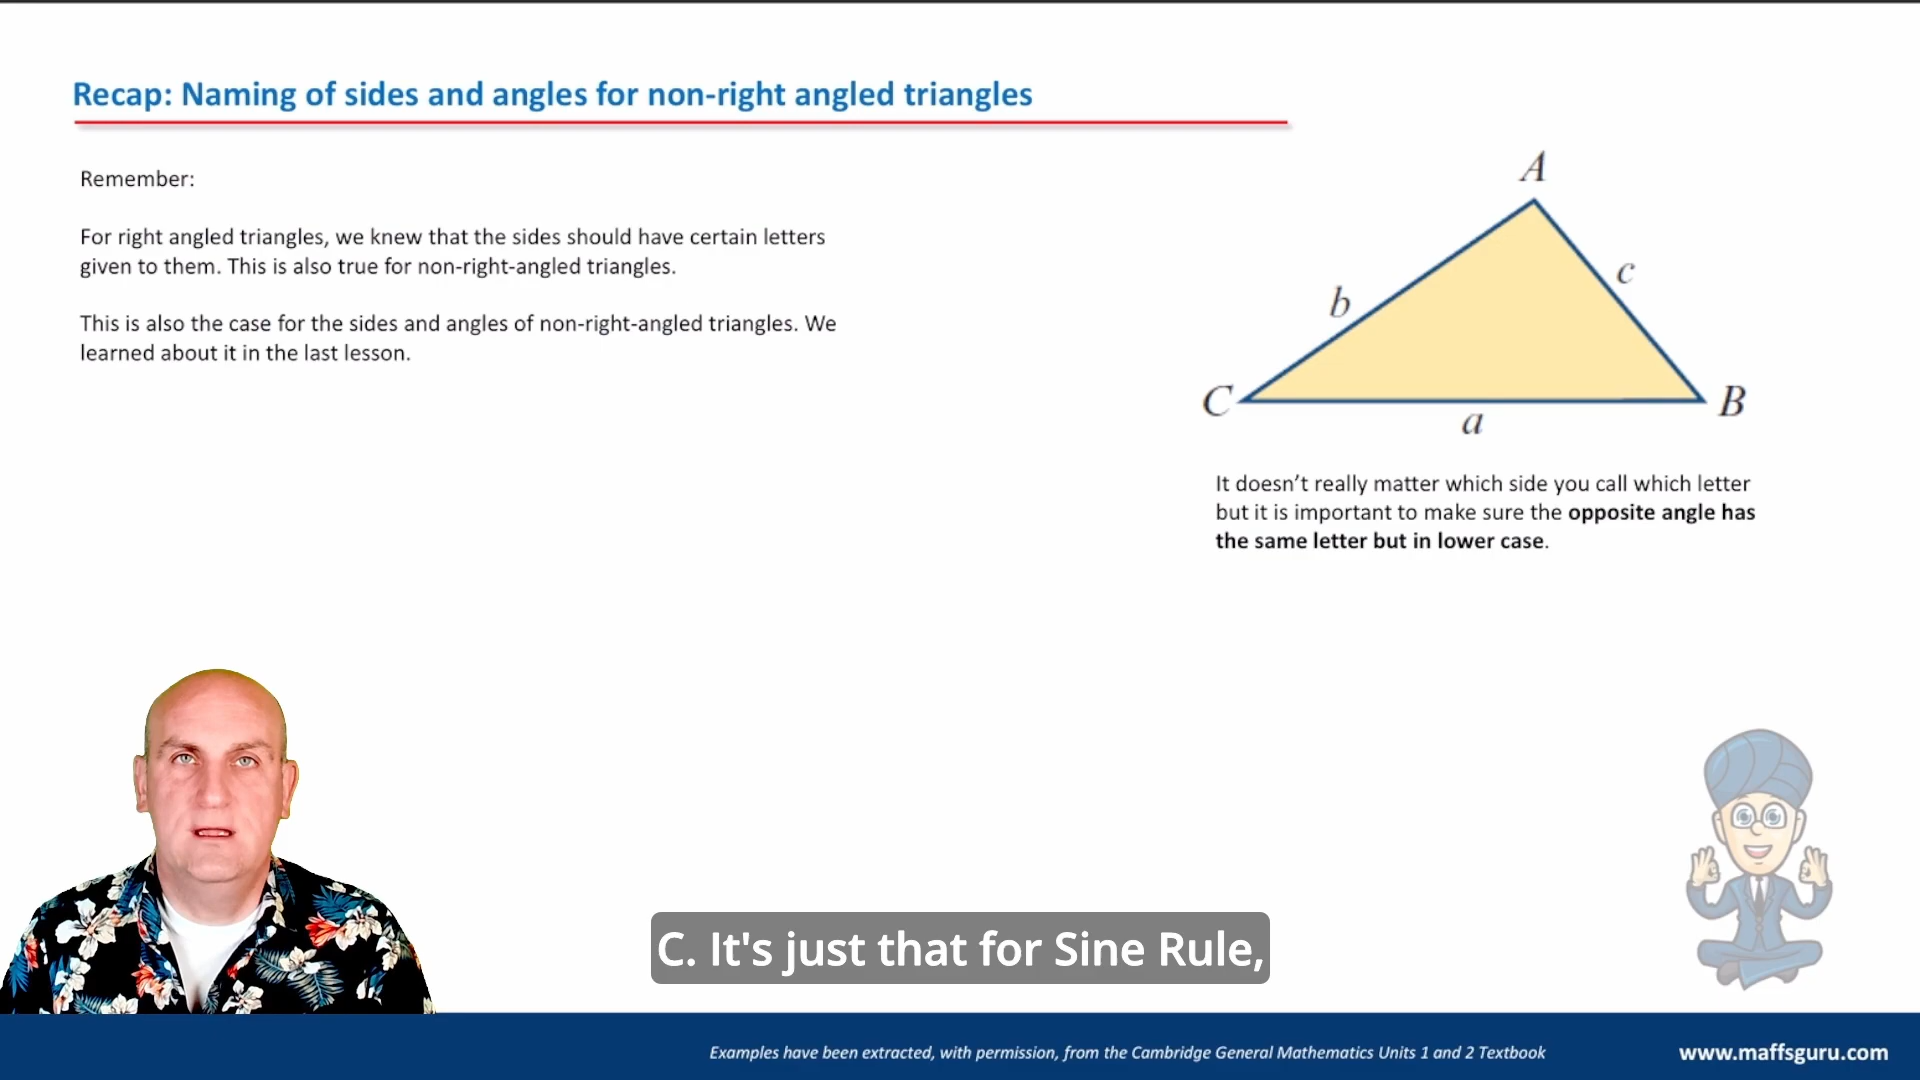 Recap: Naming of sides and angles for non-right angled triangles
Remember:
For right angled triangles, we knew that the sides should have certain letters
given to them. This is also true for non-right-angled triangles.
This is also the case for the sides and angles of non-right-angled triangles. We
learned about it in the last lesson.
A
b
c
C
B
a
It doesn't really matter which side you call which letter
but it is important to make sure the opposite angle has
the same letter but in lower case.
C. It's just that for Sine Rule,
Examples have been extracted, with permission, from the Cambridge General Mathematics Units 1 and 2 Textbook
www.maffsguru.com